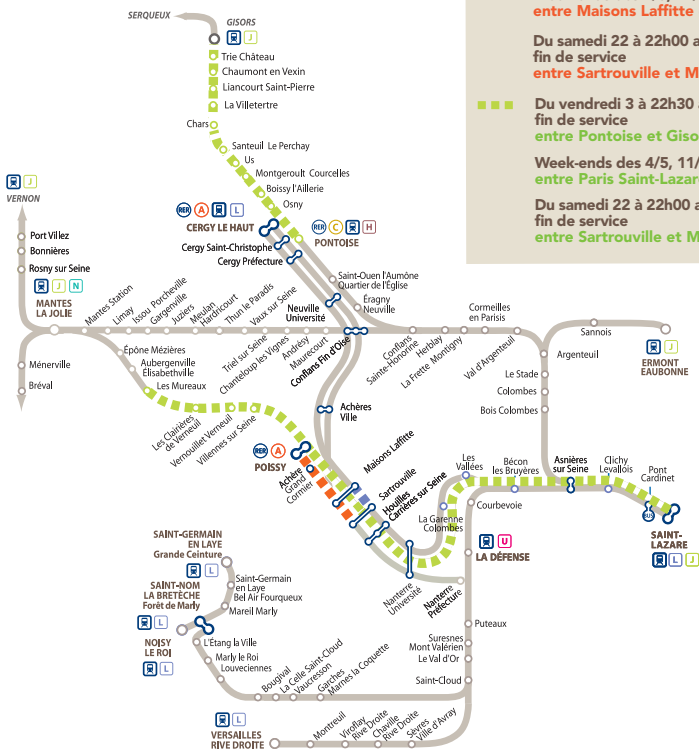 entre Maisons Laffitte
Du samedi 22 à 22h00 a
fin de service
entre Sartrouville et M
Du vendredi 3 à 22h30
fin de service
entre Pontoise et Giso
Week-ends des 4/5, 11/
entre Paris Saint-Lazar
Du samedi 22 à 22h00 a
fin de service
entre Sartrouville et M
SERQUEUX
GISORS
J
Trie Château
Chaumont en Vexin
Liancourt Saint-Pierre
La Villetertre
Chars
Santeuil Le Perchay
Us
Montgeroult Courcelles
Boissy l'Aillerie
Osny
RER A L
CERGY LE HAUT
RER C H
PONTOISE
Cergy Saint-Christophe
Cergy Préfecture
Saint-Ouen l'Aumône
Quartier de l'Église
Éragny
Neuville
J
VERNON
Port Villez
Bonnières
Rosny sur Seine
J N
MANTES
LA JOLIE
Ménerville
Bréval
Mantes Station
Limay
Issou Porcheville
Gargenville
Juziers
Meulan
Hardricourt
Thun le Paradis
Vaux sur Seine
Triel sur Seine
Chanteloup les Vignes
Andrésy
Maurecourt
Neuville
Université
Conflans Fin d'Oise
Conflans
Sainte-Honorine
Herblay
La Frette Montigny
Cormeilles
en Parisis
Val d'Argenteuil
Sannois
J
ERMONT
EAUBONNE
Argenteuil
Le Stade
Colombes
Bois Colombes
Épône Mézières
Aubergenville
Élisabethville
Les Mureaux
Les Clairières
de Verneuil
Vernouillet Verneuil
Villennes sur Seine
RER A
POISSY
Achères
Ville
Achère
Grand
Cormier
Maisons Laffitte
Sartrouville
Houilles
Carrières sur Seine
Les
Vallées
La Garenne
Colombes
Bécon
les Bruyères
Asnières
sur Seine
Clichy
Levallois
Pont
Cardinet
BUS
SAINT-
LAZARE
L J
Courbevoie
U
LA DÉFENSE
Nanterre
Université
Nanterre
Préfecture
Puteaux
Suresnes
Mont Valérien
Le Val d'Or
Saint-Cloud
SAINT-GERMAIN
EN LAYE
Grande Ceinture
L
SAINT-NOM
LA BRETÈCHE
Forêt de Marly
L
NOISY
LE ROI
L
Saint-Germain
en Laye
Bel Air Fourqueux
Mareil Marly
L'Étang la Ville
Marly le Roi
Louveciennes
Bougival
La Celle Saint-Cloud
Vaucresson
Garches
Marnes la Coquette
L
VERSAILLES
RIVE DROITE
Montreuil
Viroflay
Rive Droite
Chaville
Rive Droite
Sèvres
Ville d'Avray